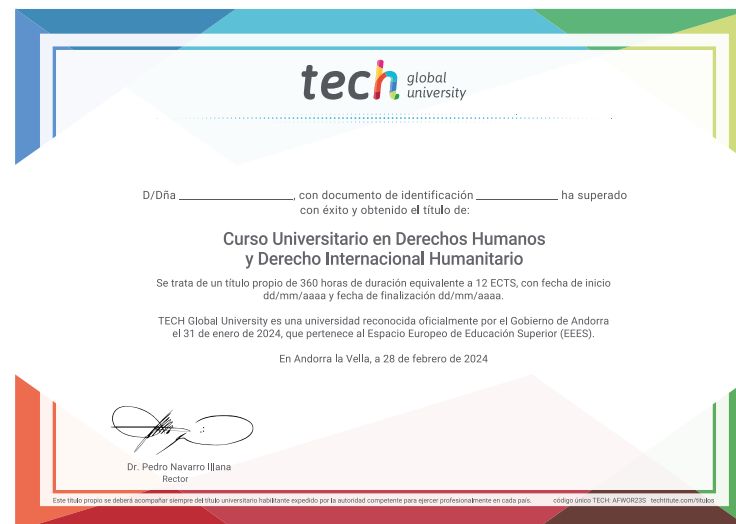 tech global university
D/Dña ______________________, con documento de identificación ________________ ha superado
con éxito y obtenido el título de:
Curso Universitario en Derechos Humanos
y Derecho Internacional Humanitario
Se trata de un título propio de 360 horas de duración equivalente a 12 ECTS, con fecha de inicio
dd/mm/aaaa y fecha de finalización dd/mm/aaaa.
TECH Global University es una universidad reconocida oficialmente por el Gobierno de Andorra
el 31 de enero de 2024, que pertenece al Espacio Europeo de Educación Superior (EEES).
En Andorra la Vella, a 28 de febrero de 2024
Dr. Pedro Navarro Illana
Rector
Este título propio se deberá acompañar siempre del título universitario habilitante expedido por la autoridad competente para ejercer profesionalmente en cada país. código único TECH: AFWOR23S techtitute.com/titulos